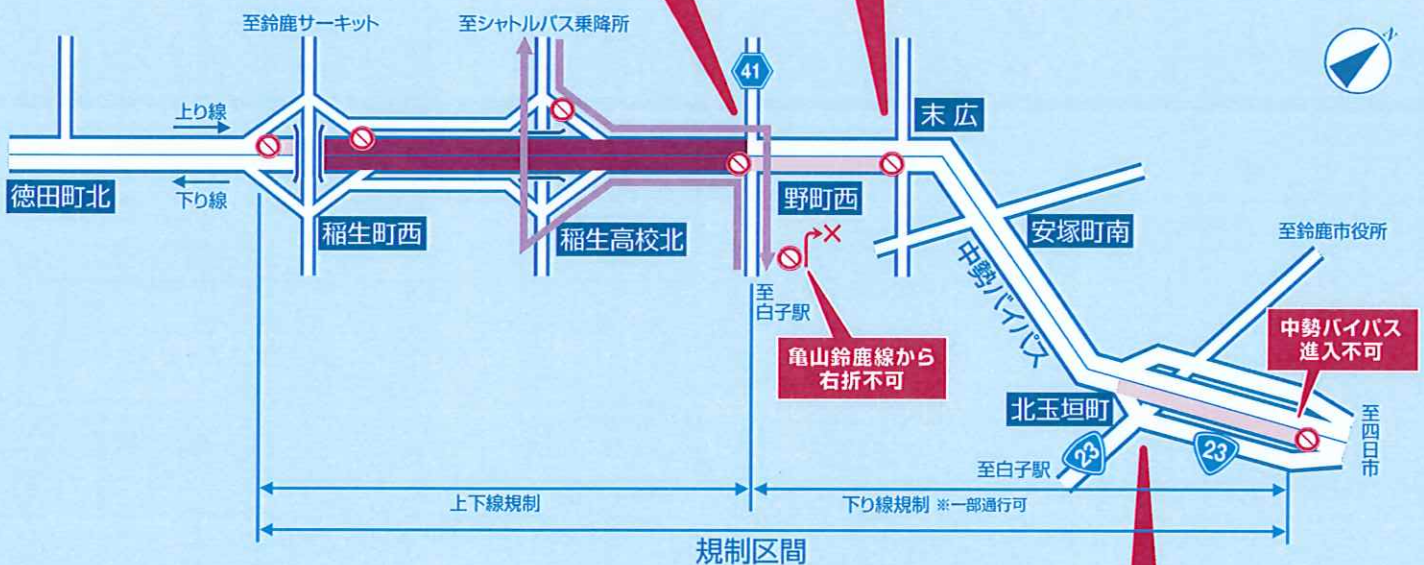 至鈴鹿サーキット
至シャトルバス乗降所
N
41
上り線
末広
下り線
徳田町北
稲生町西
稲生高校北
野町西
安塚町南
至鈴鹿市役所
中勢バイパス
至
白子駅
亀山鈴鹿線から
右折不可
中勢バイパス
進入不可
北玉垣町
至四日市
23
23
至白子駅
上下線規制
下り線規制 ※一部通行可
規制区間